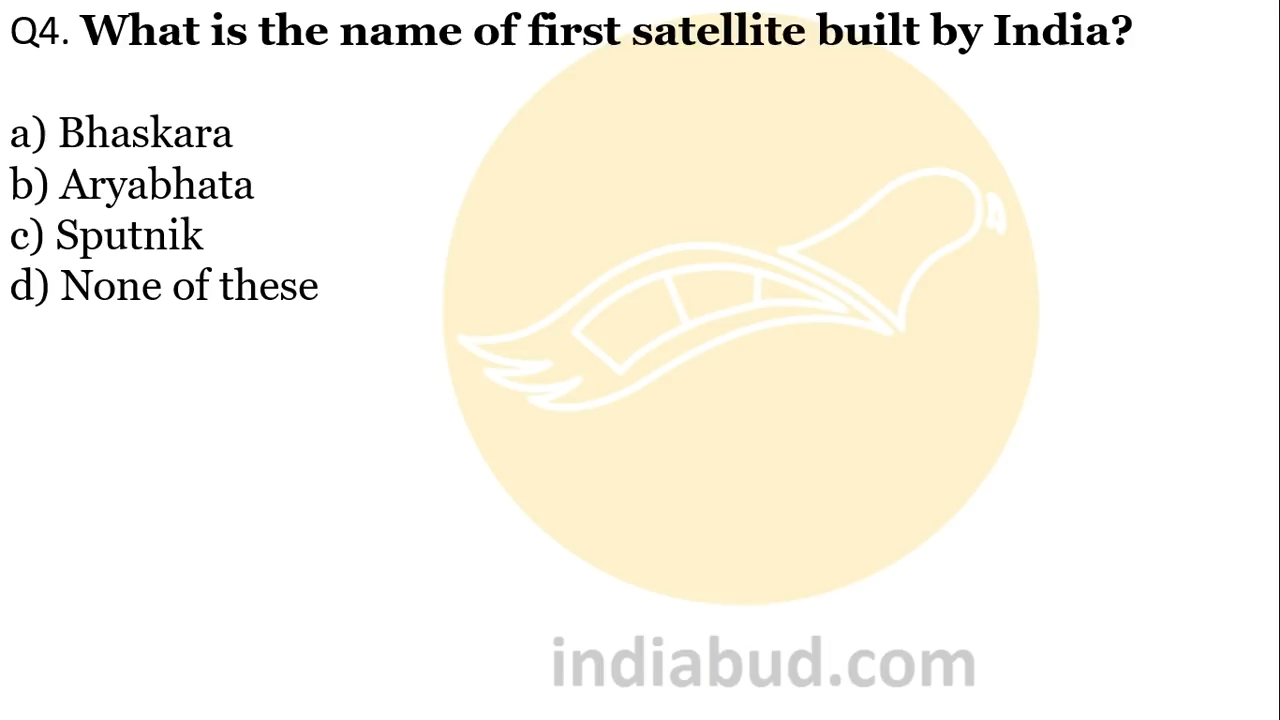 Q4. What is the name of first satellite built by India?
a) Bhaskara
b) Aryabhata
c) Sputnik
d) None of these
indiabud.com